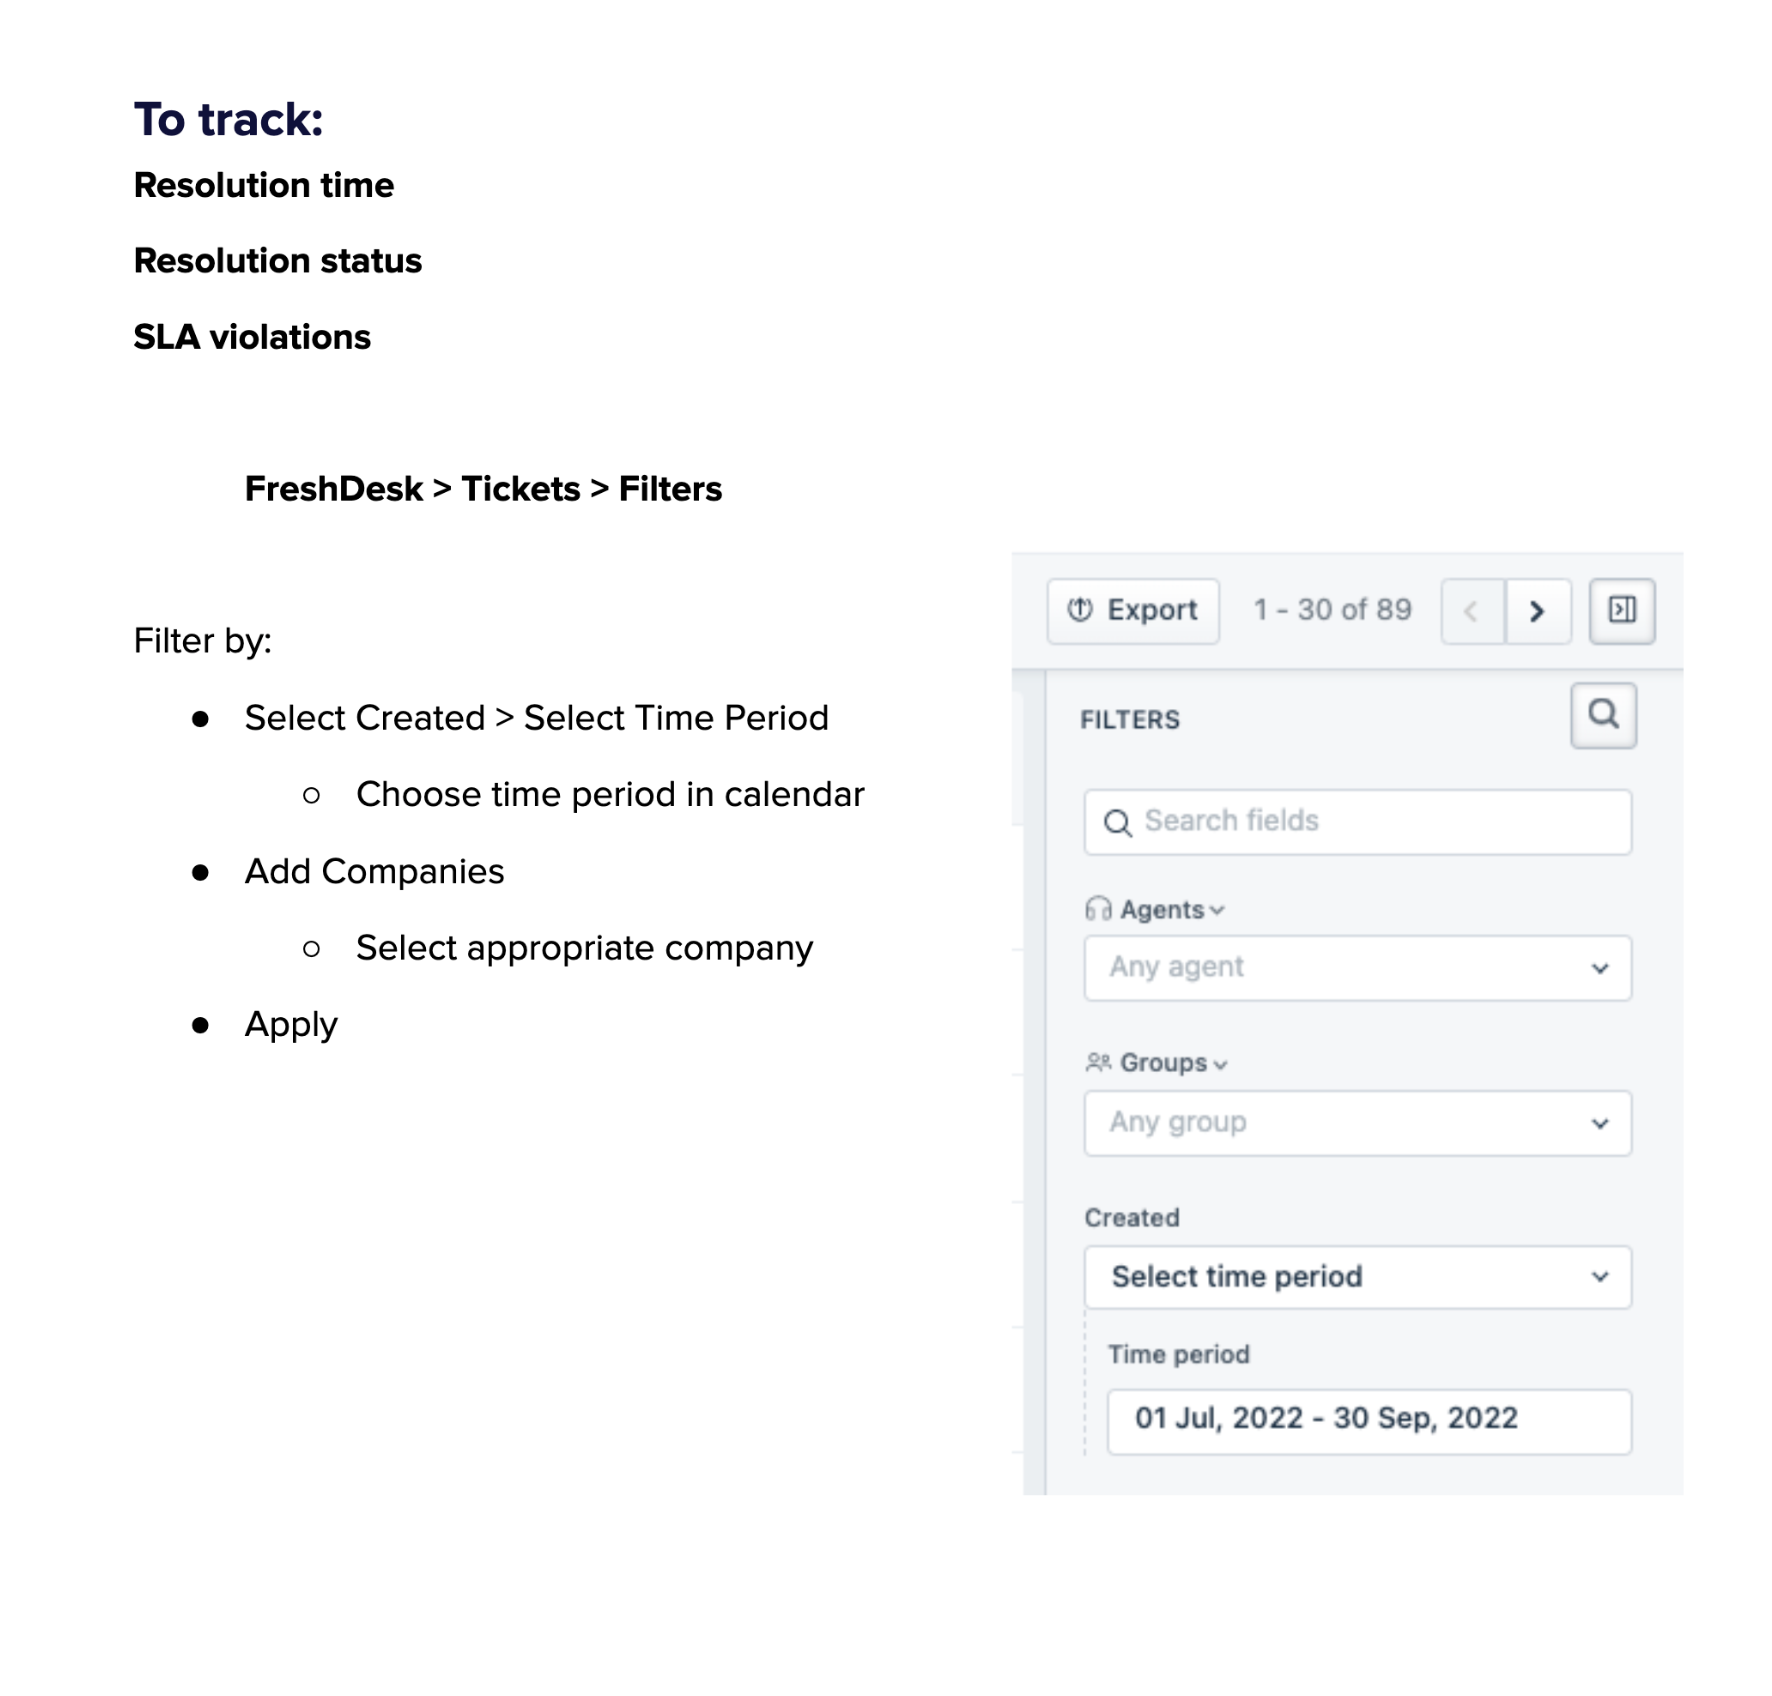 To track:
Resolution time
Resolution status
SLA violations
FreshDesk > Tickets > Filters
Filter by:
● Select Created > Select Time Period
○ Choose time period in calendar
● Add Companies
○ Select appropriate company
● Apply
Export 1 - 30 of 89
FILTERS
Search fields
Agents
Any agent
Groups
Any group
Created
Select time period
Time period
01 Jul, 2022 - 30 Sep, 2022